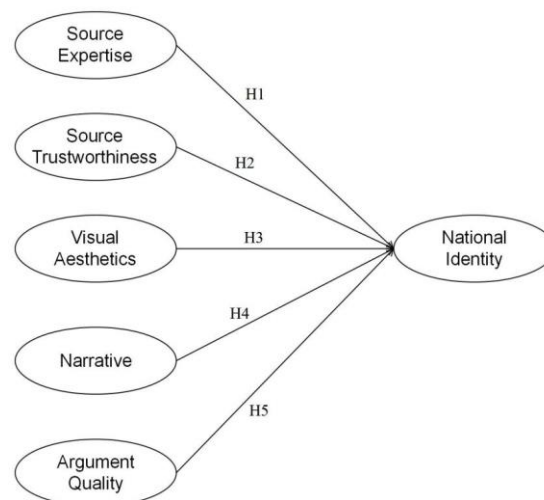 Source
Expertise
H1
Source
Trustworthiness
H2
Visual
Aesthetics
H3
National
Identity
H4
Narrative
H5
Argument
Quality